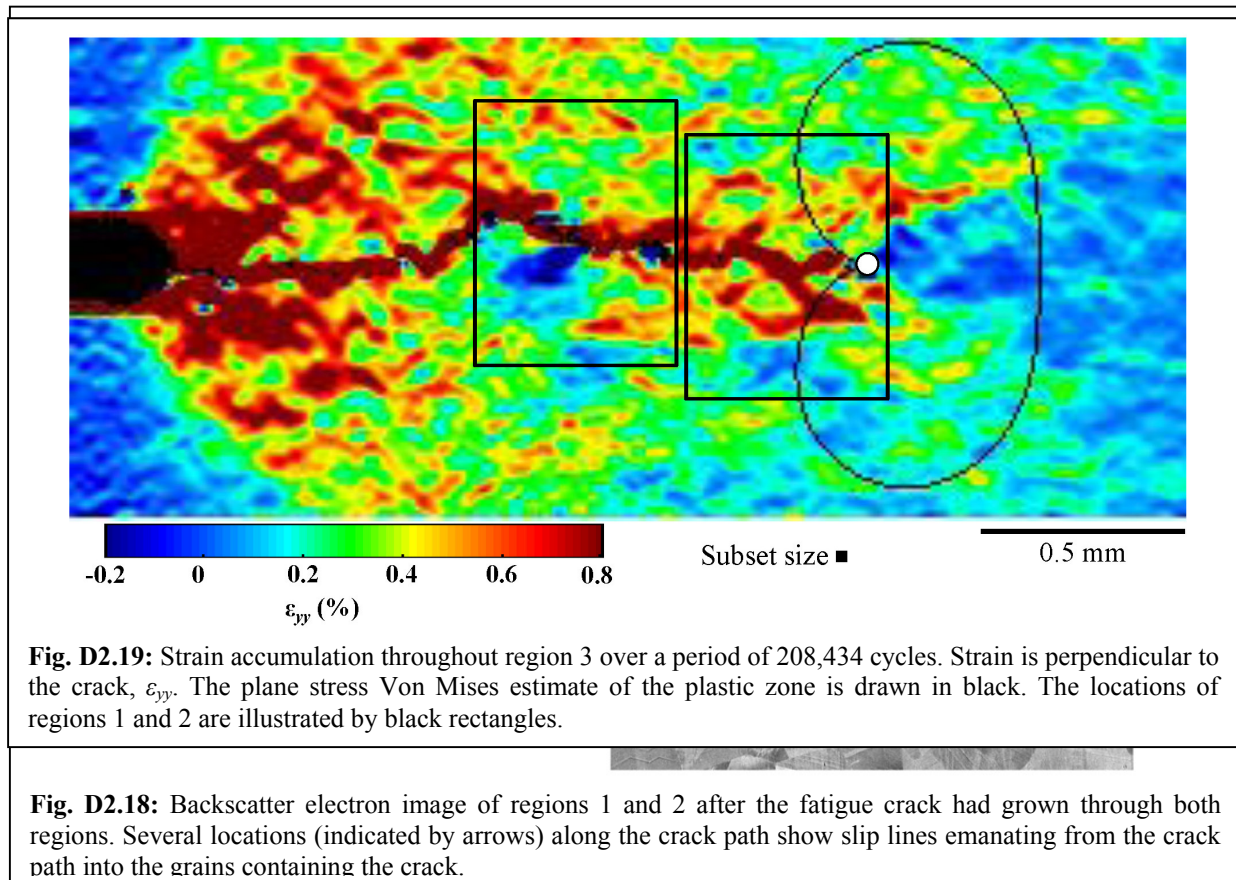 -0.2 0 0.2 0.4 0.6 0.8
εyy (%)
Subset size ■
0.5 mm
Fig. D2.19: Strain accumulation throughout region 3 over a period of 208,434 cycles. Strain is perpendicular to
the crack, εyy. The plane stress Von Mises estimate of the plastic zone is drawn in black. The locations of
regions 1 and 2 are illustrated by black rectangles.
Fig. D2.18: Backscatter electron image of regions 1 and 2 after the fatigue crack had grown through both
regions. Several locations (indicated by arrows) along the crack path show slip lines emanating from the crack
path into the grains containing the crack.